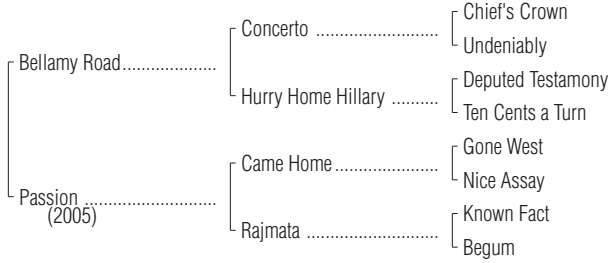 Chief's Crown
Concerto ..........................
Undeniably
Bellamy Road....................
Deputed Testamony
Hurry Home Hillary ..........
Ten Cents a Turn
Gone West
Came Home......................
Nice Assay
Passion ............................
(2005)
Known Fact
Rajmata ............................
Begum